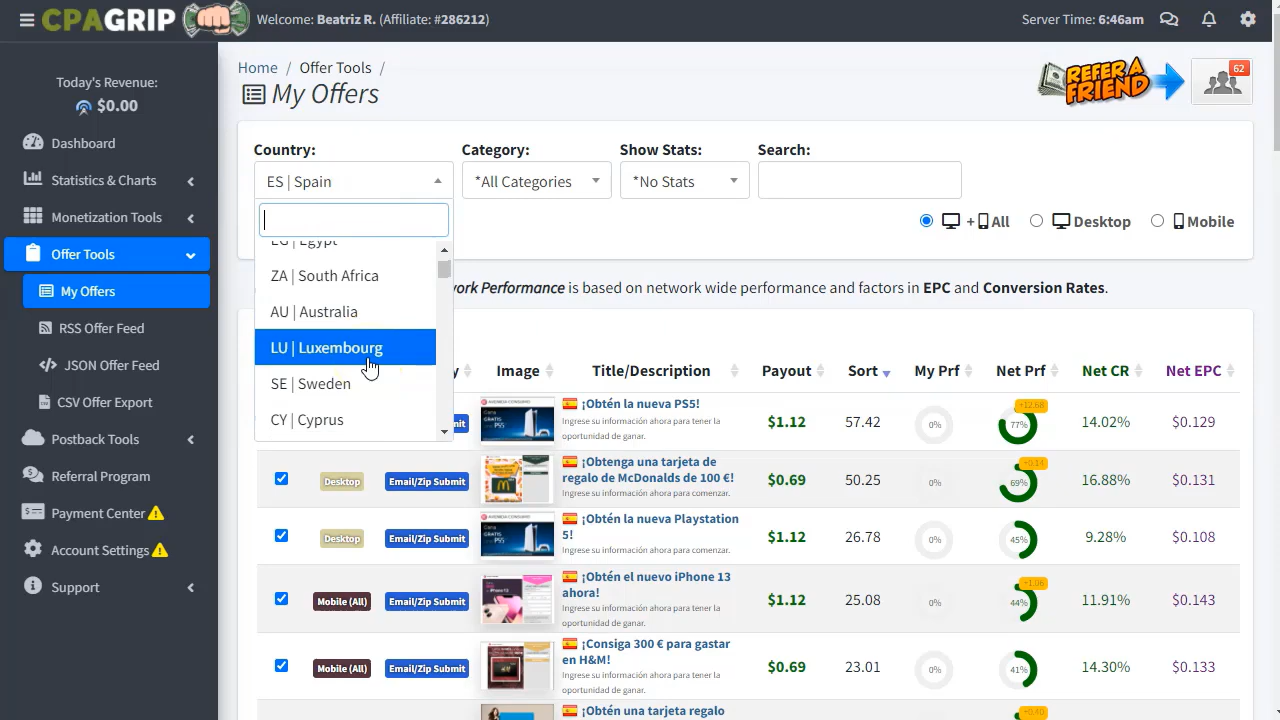 CPAGRIP
Welcome: Beatriz R. (Affiliate: #286212)
Server Time: 6:46am
Today's Revenue:
$0.00
Dashboard
Statistics & Charts
Monetization Tools
Offer Tools
My Offers
RSS Offer Feed
JSON Offer Feed
CSV Offer Export
Postback Tools
Referral Program
Payment Center
Account Settings
Support
Home / Offer Tools /
My Offers
REFER A
FRIEND
62
Country: Category: Show Stats: Search:
ES | Spain *All Categories *No Stats
+ All Desktop Mobile
EG | Egypt
ZA | South Africa
AU | Australia
LU | Luxembourg
SE | Sweden
CY | Cyprus
Performance is based on network wide performance and factors in EPC and Conversion Rates.
Image Title/Description Payout Sort My Prf Net Prf Net CR Net EPC
¡Obtén la nueva PS5!
Ingrese su información ahora para tener la
oportunidad de ganar.
$1.12 57.42 0% 77% +12.68 14.02% $0.129
Desktop Email/Zip Submit
¡Obtenga una tarjeta de
regalo de McDonalds de 100 €!
Ingrese su información ahora para comenzar.
$0.69 50.25 0% 69% +0.14 16.88% $0.131
Desktop Email/Zip Submit
¡Obtén la nueva Playstation
5!
Ingrese su información ahora para comenzar.
$1.12 26.78 0% 45% 9.28% $0.108
Mobile (All) Email/Zip Submit
¡Obtén el nuevo iPhone 13
ahora!
Ingrese su información ahora para tener la
oportunidad de ganar.
$1.12 25.08 0% 44% +1.06 11.91% $0.143
Mobile (All) Email/Zip Submit
¡Consiga 300 € para gastar
en H&M!
Ingrese su información ahora para tener la
oportunidad de ganar.
$0.69 23.01 0% 41% 14.30% $0.133
¡Obtén una tarjeta regalo
+0.80